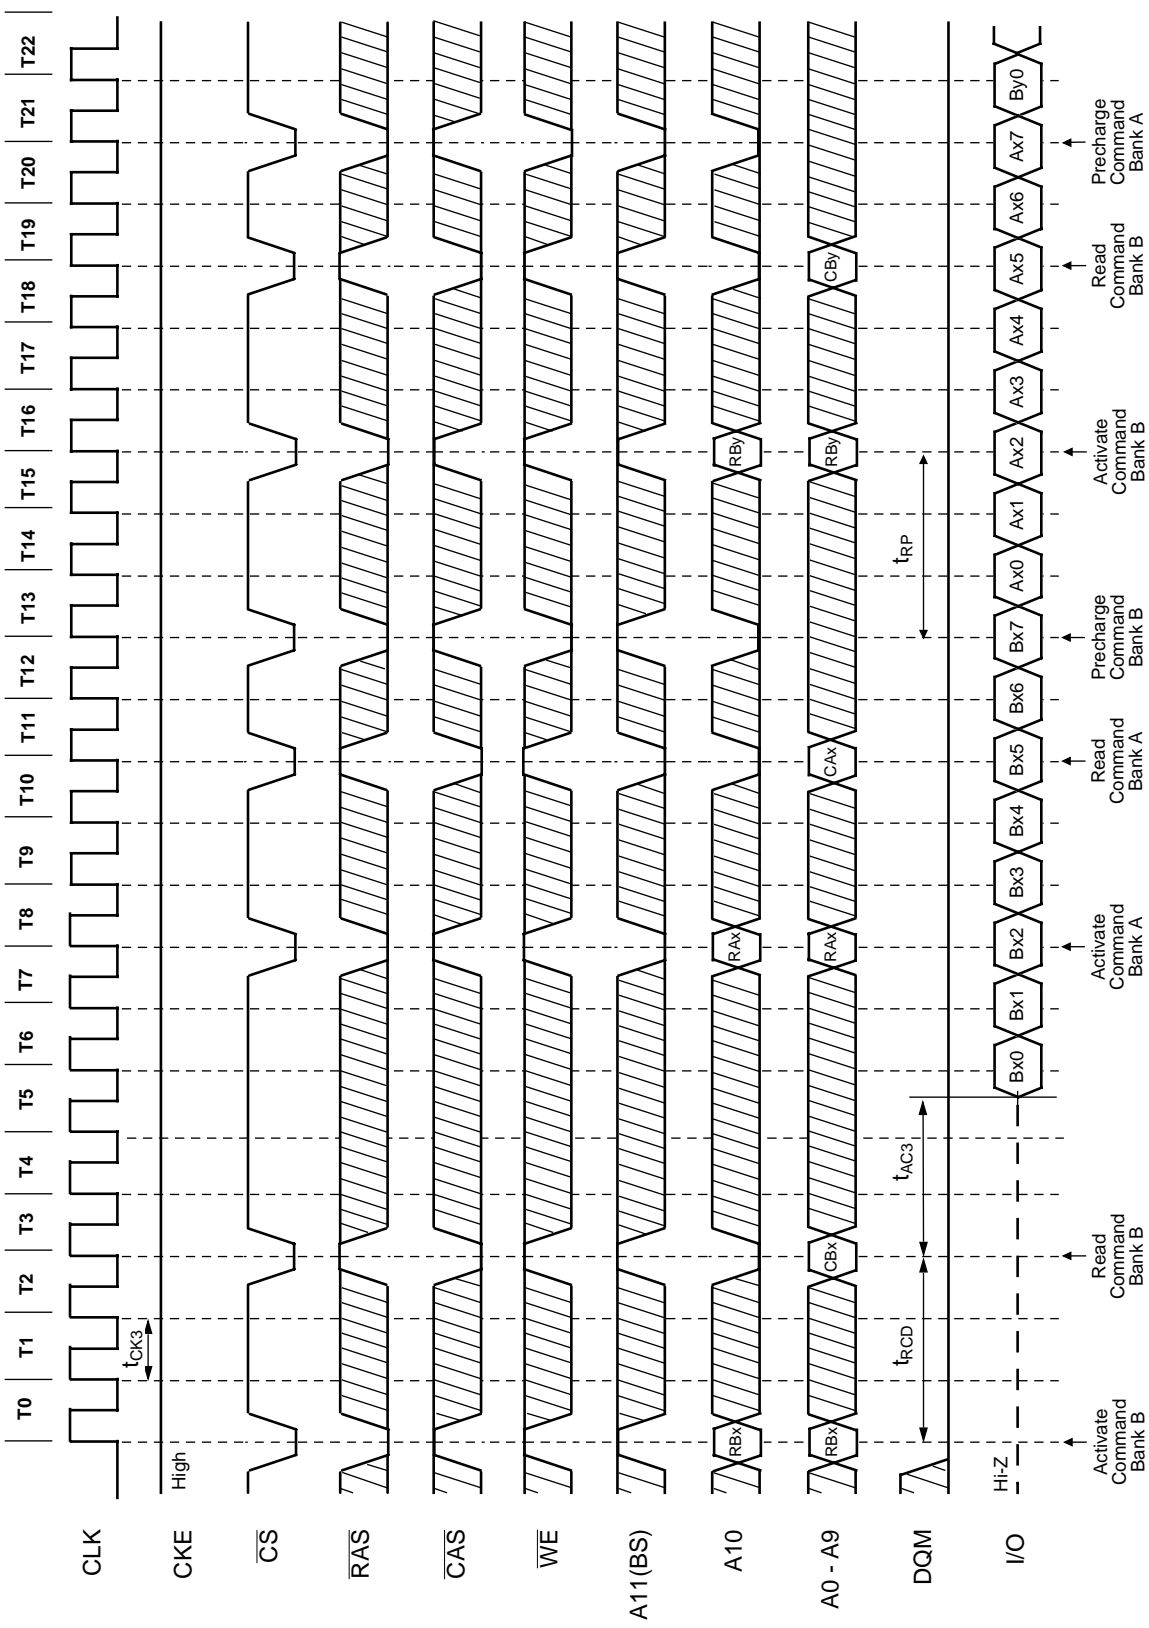 T0 T1 T2 T3 T4 T5 T6 T7 T8 T9 T10 T11 T12 T13 T14 T15 T16 T17 T18 T19 T20 T21 T22
CLK
tCK3
CKE
High
CS
RAS
CAS
WE
A11(BS)
A10
RBx RAx RBy
A0 - A9
RBx CBx RAx CAx RBy CBy
DQM
tRCD tAC3 tRP
I/O
Hi-Z
Bx0 Bx1 Bx2 Bx3 Bx4 Bx5 Bx6 Bx7 Ax0 Ax1 Ax2 Ax3 Ax4 Ax5 Ax6 Ax7 By0
Activate
Command
Bank B
Read
Command
Bank B
Activate
Command
Bank A
Read
Command
Bank A
Precharge
Command
Bank B
Activate
Command
Bank B
Read
Command
Bank B
Precharge
Command
Bank A